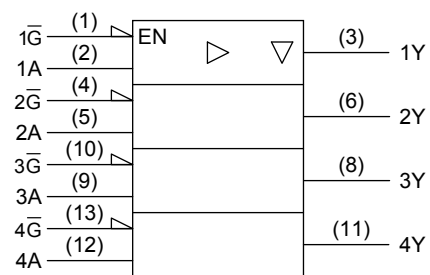 1G̅ (1) EN (3) 1Y
1A (2)
2G̅ (4) (6) 2Y
2A (5)
3G̅ (10) (8) 3Y
3A (9)
4G̅ (13) (11) 4Y
4A (12)